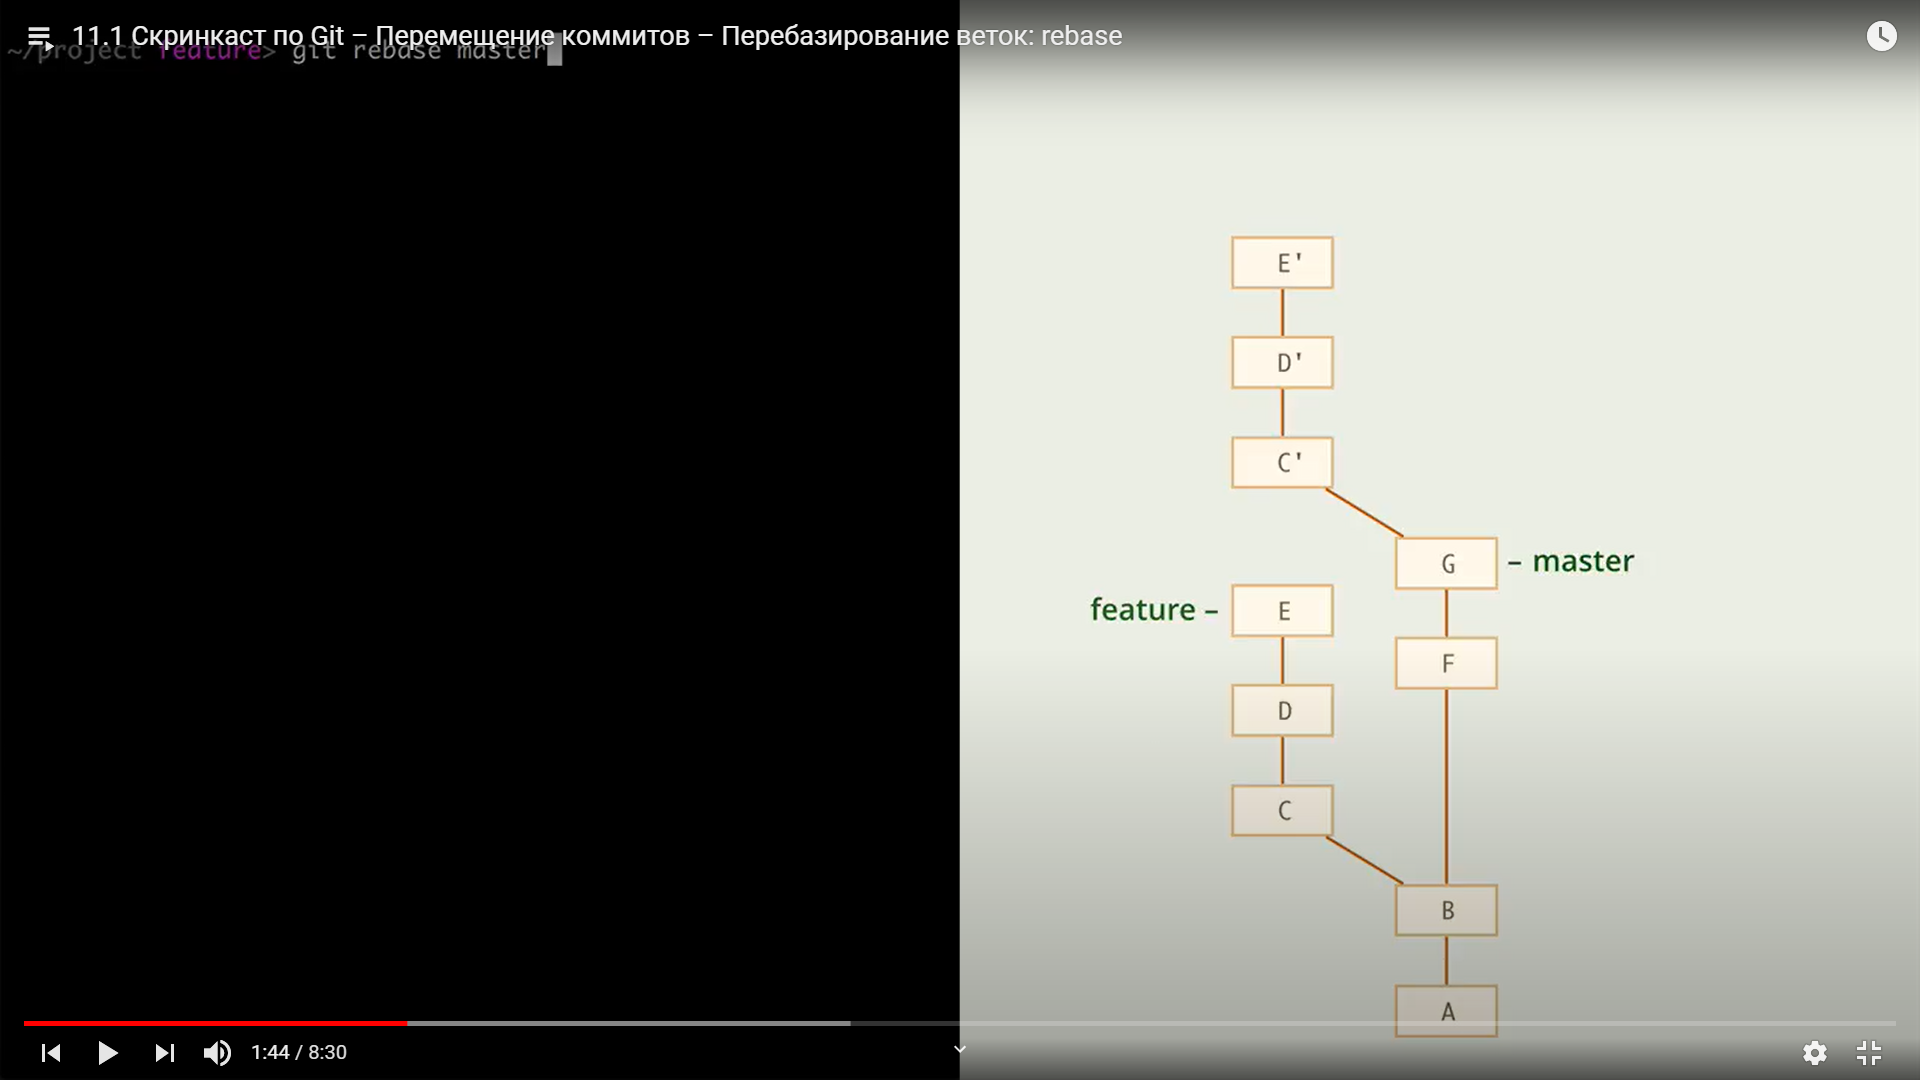 11.1 Скринкаст по Git – Перемещение коммитов – Перебазирование веток: rebase
~/project feature> git rebase master
E'
D'
C'
G – master
feature – E
F
D
C
B
A
1:44 / 8:30